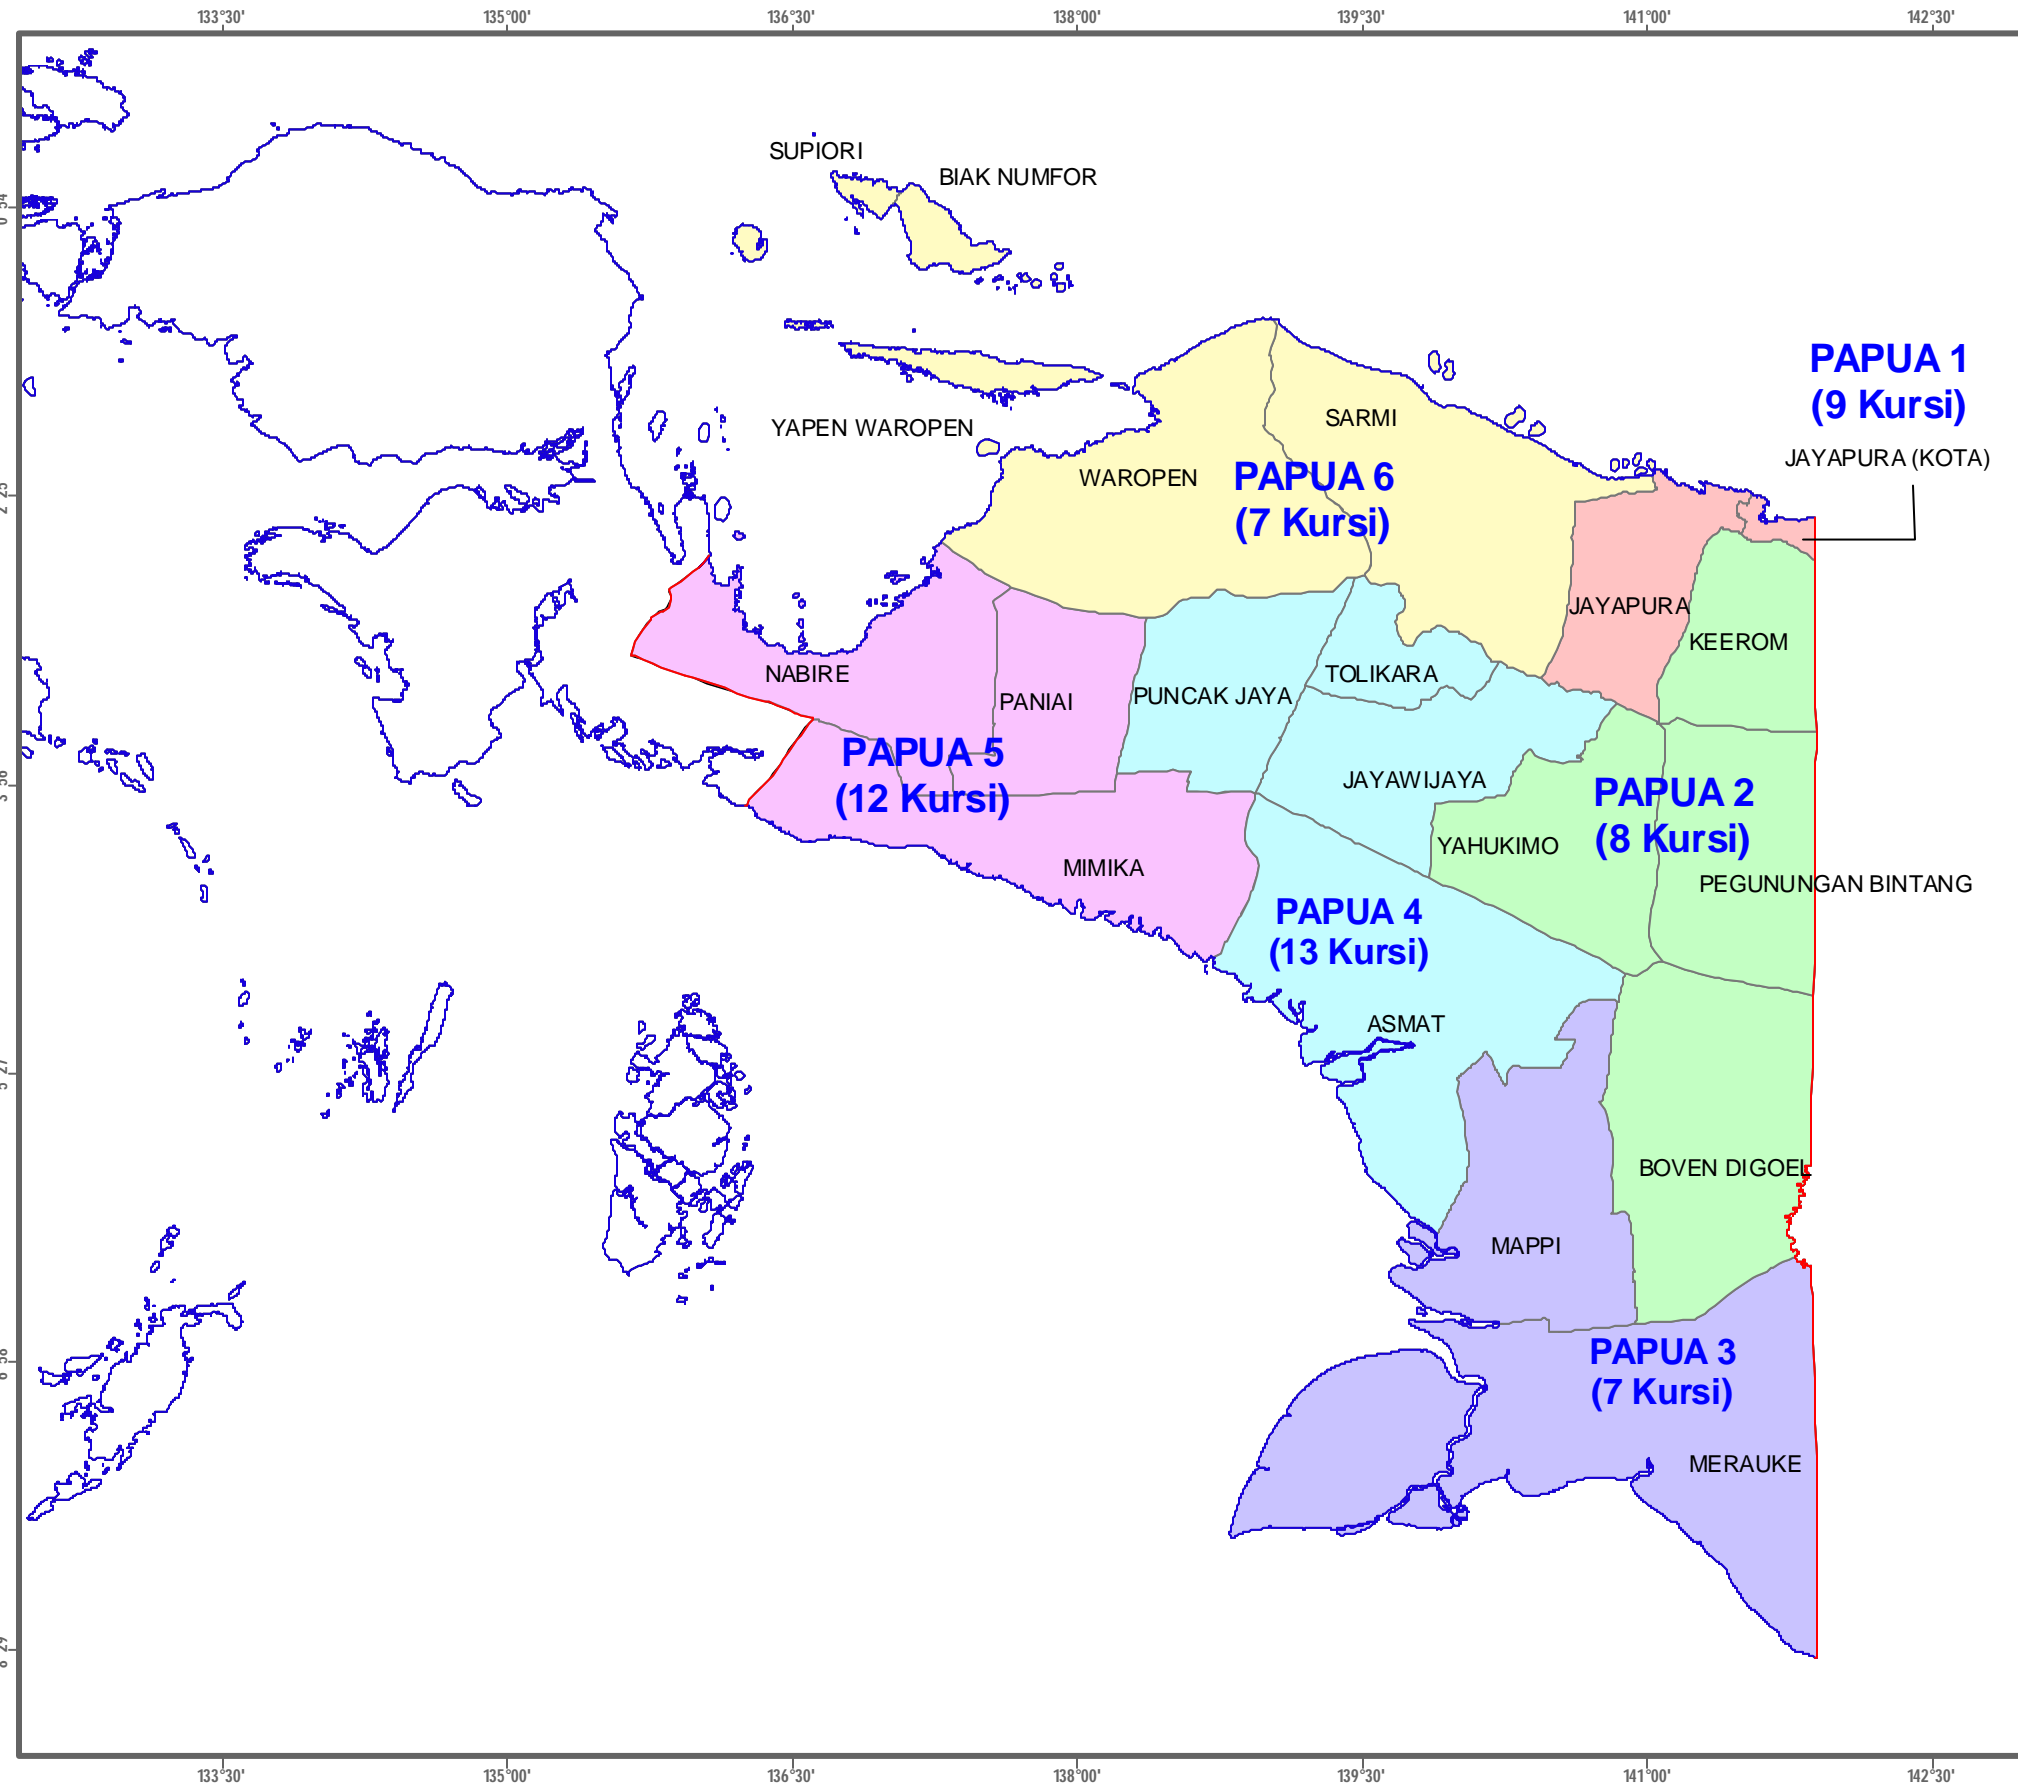 133°30' 135°00' 136°30' 138°00' 139°30' 141°00' 142°30'
SUPIORI
BIAK NUMFOR
PAPUA 1
(9 Kursi)
JAYAPURA (KOTA)
SARMI
YAPEN WAROPEN
WAROPEN
PAPUA 6
(7 Kursi)
JAYAPURA
KEEROM
NABIRE
PANIAI
PUNCAK JAYA
TOLIKARA
PAPUA 5
(12 Kursi)
JAYAWIJAYA
PAPUA 2
(8 Kursi)
YAHUKIMO
MIMIKA
PEGUNUNGAN BINTANG
PAPUA 4
(13 Kursi)
ASMAT
BOVEN DIGOEL
MAPPI
PAPUA 3
(7 Kursi)
MERAUKE
133°30' 135°00' 136°30' 138°00' 139°30' 141°00' 142°30'